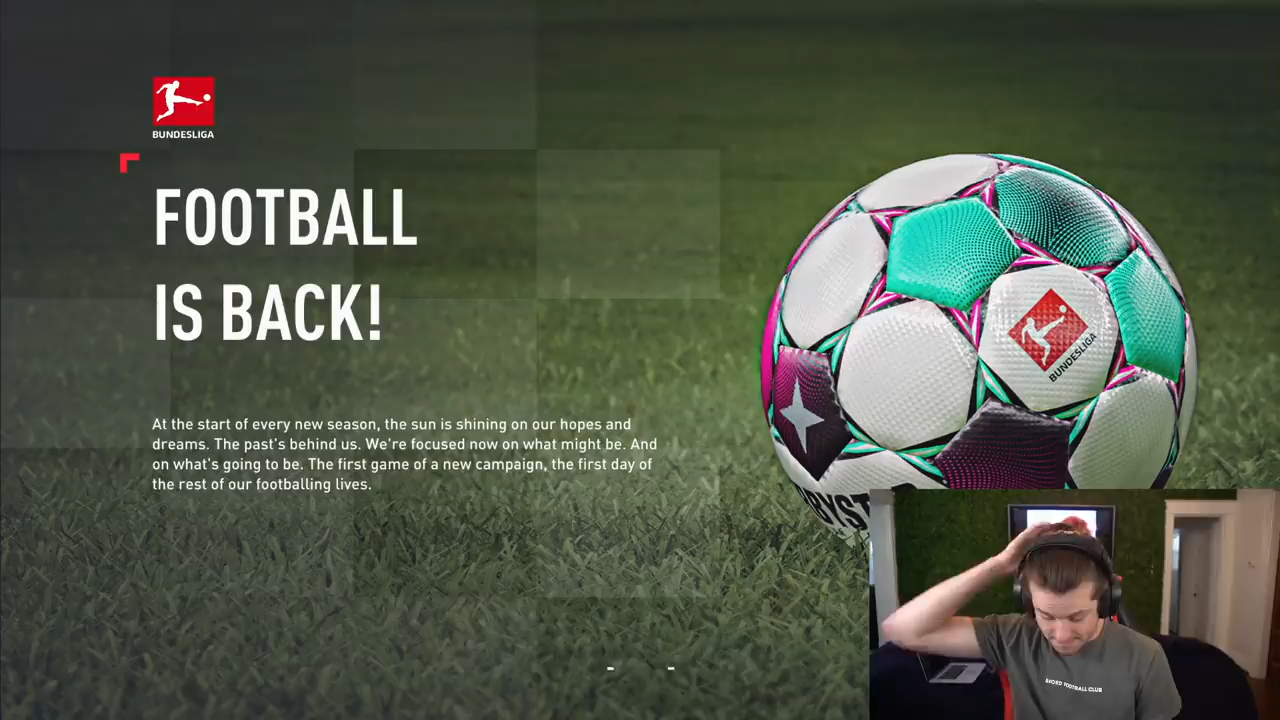 BUNDESLIGA
FOOTBALL
IS BACK!
At the start of every new season, the sun is shining on our hopes and
dreams. The past's behind us. We're focused now on what might be. And
on what's going to be. The first game of a new campaign, the first day of
the rest of our footballing lives.
BUNDESLIGA
FOOTBALL CLUB